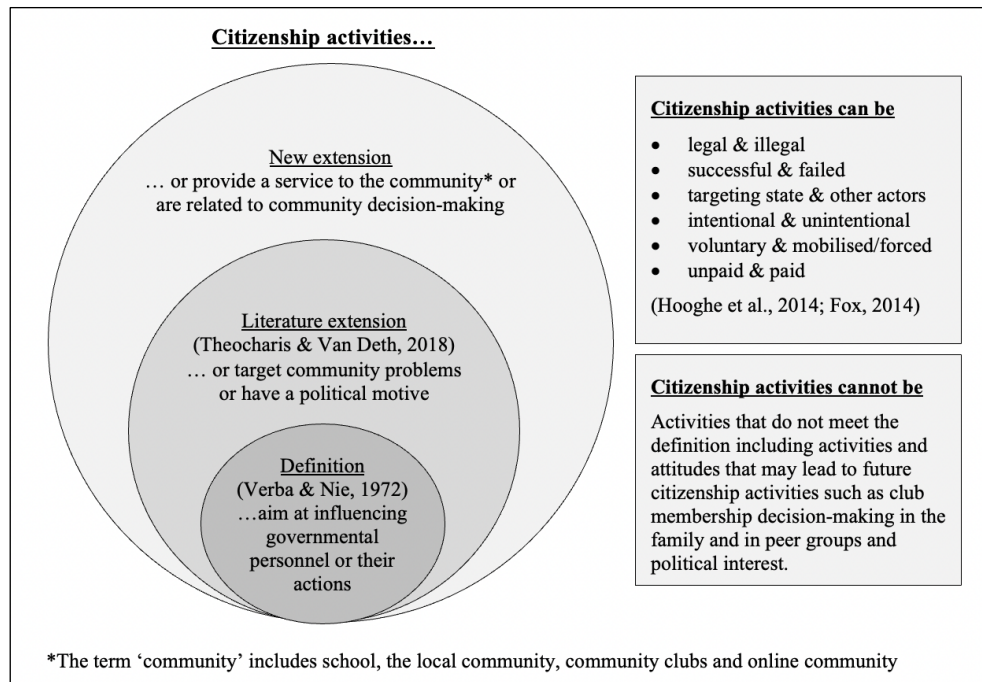 Citizenship activities…
New extension
… or provide a service to the community* or
are related to community decision-making
Literature extension
(Theocharis & Van Deth, 2018)
… or target community problems
or have a political motive
Definition
(Verba & Nie, 1972)
…aim at influencing
governmental
personnel or their
actions
Citizenship activities can be
• legal & illegal
• successful & failed
• targeting state & other actors
• intentional & unintentional
• voluntary & mobilised/forced
• unpaid & paid
(Hooghe et al., 2014; Fox, 2014)
Citizenship activities cannot be
Activities that do not meet the
definition including activities and
attitudes that may lead to future
citizenship activities such as club
membership decision-making in the
family and in peer groups and
political interest.
*The term ‘community’ includes school, the local community, community clubs and online community